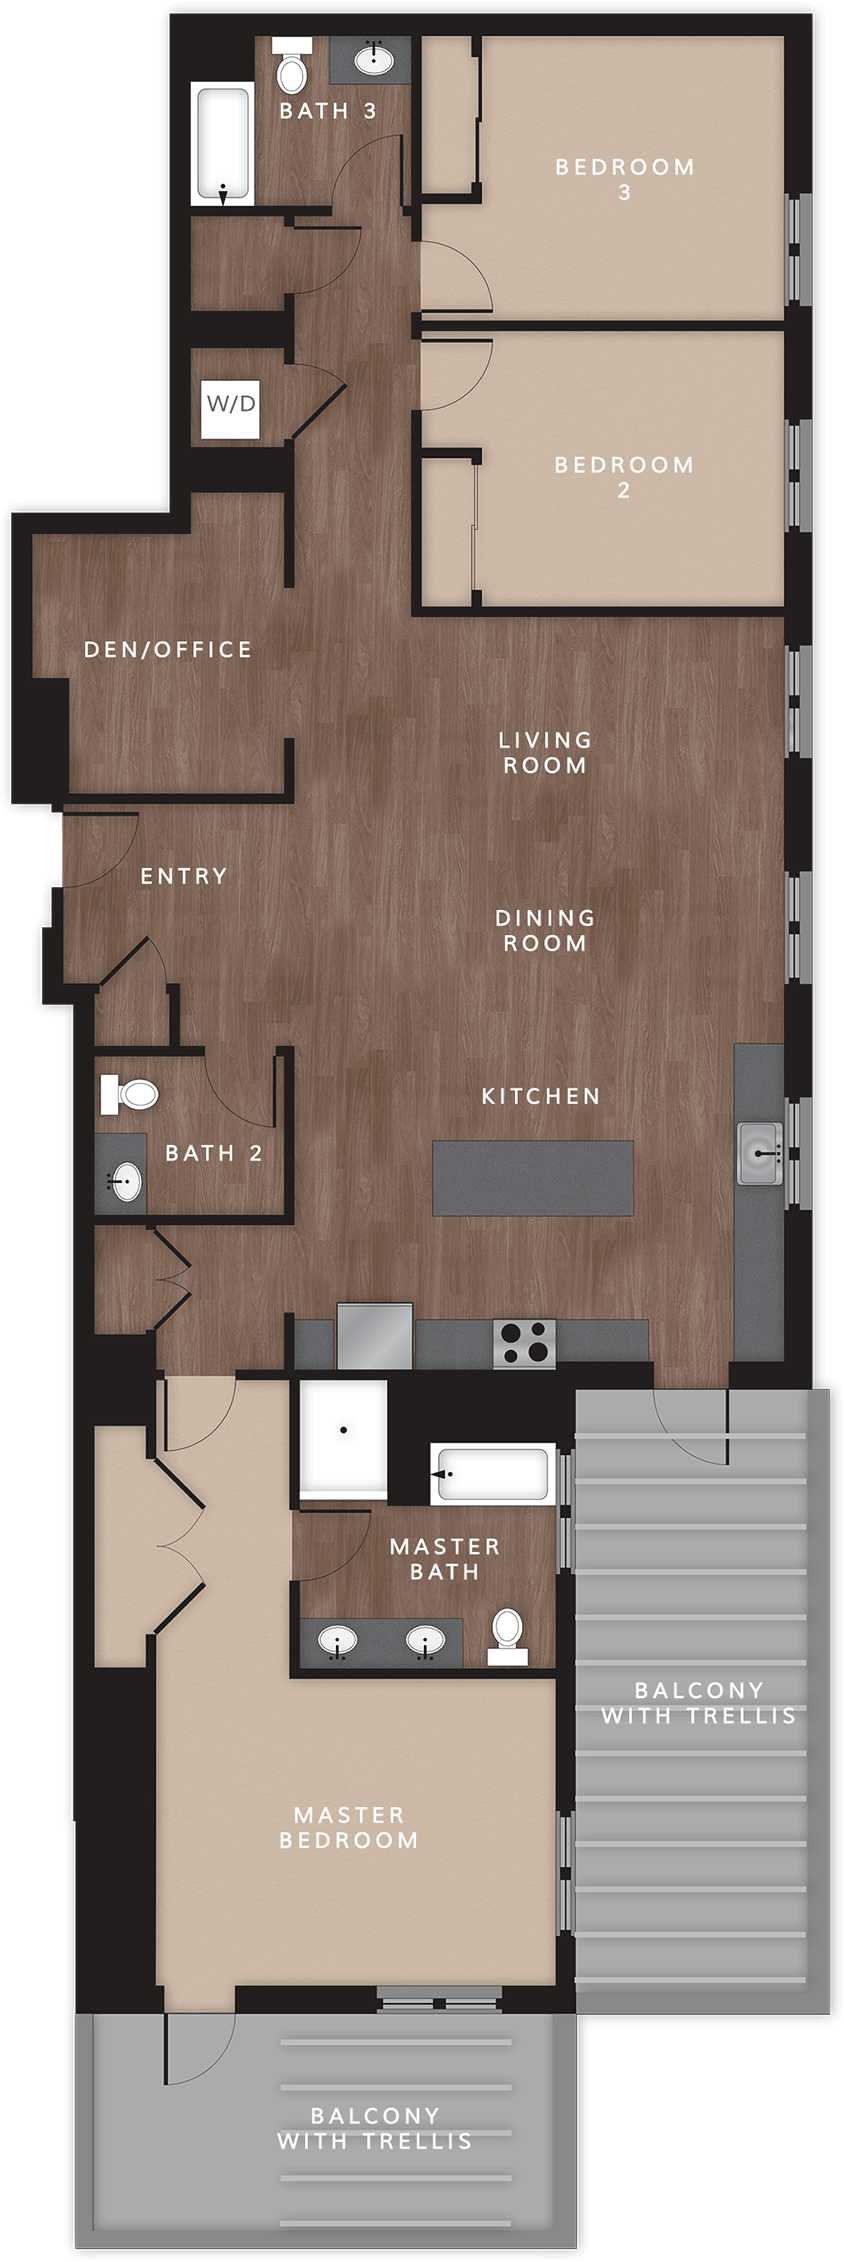 BATH 3
BEDROOM
3
W/D
BEDROOM
2
DEN/OFFICE
LIVING
ROOM
ENTRY
DINING
ROOM
KITCHEN
BATH 2
MASTER
BATH
BALCONY
WITH TRELLIS
MASTER
BEDROOM
BALCONY
WITH TRELLIS